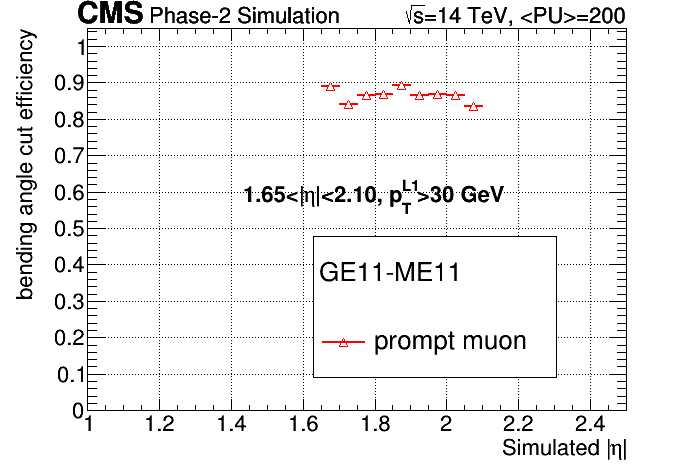 CMS Phase-2 Simulation √s=14 TeV, <PU>=200
bending angle cut efficiency
1
0.9
0.8
0.7
0.6
0.5
0.4
0.3
0.2
0.1
0
1.65<|η|<2.10, p_T^L1>30 GeV
GE11-ME11
prompt muon
1 1.2 1.4 1.6 1.8 2 2.2 2.4
Simulated |η|